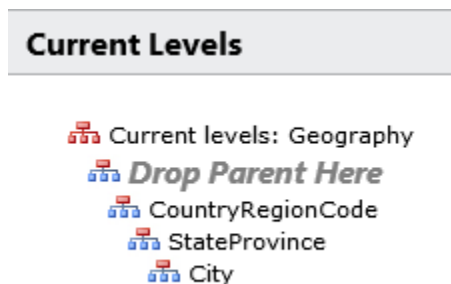 Current Levels
Current levels: Geography
Drop Parent Here
CountryRegionCode
StateProvince
City